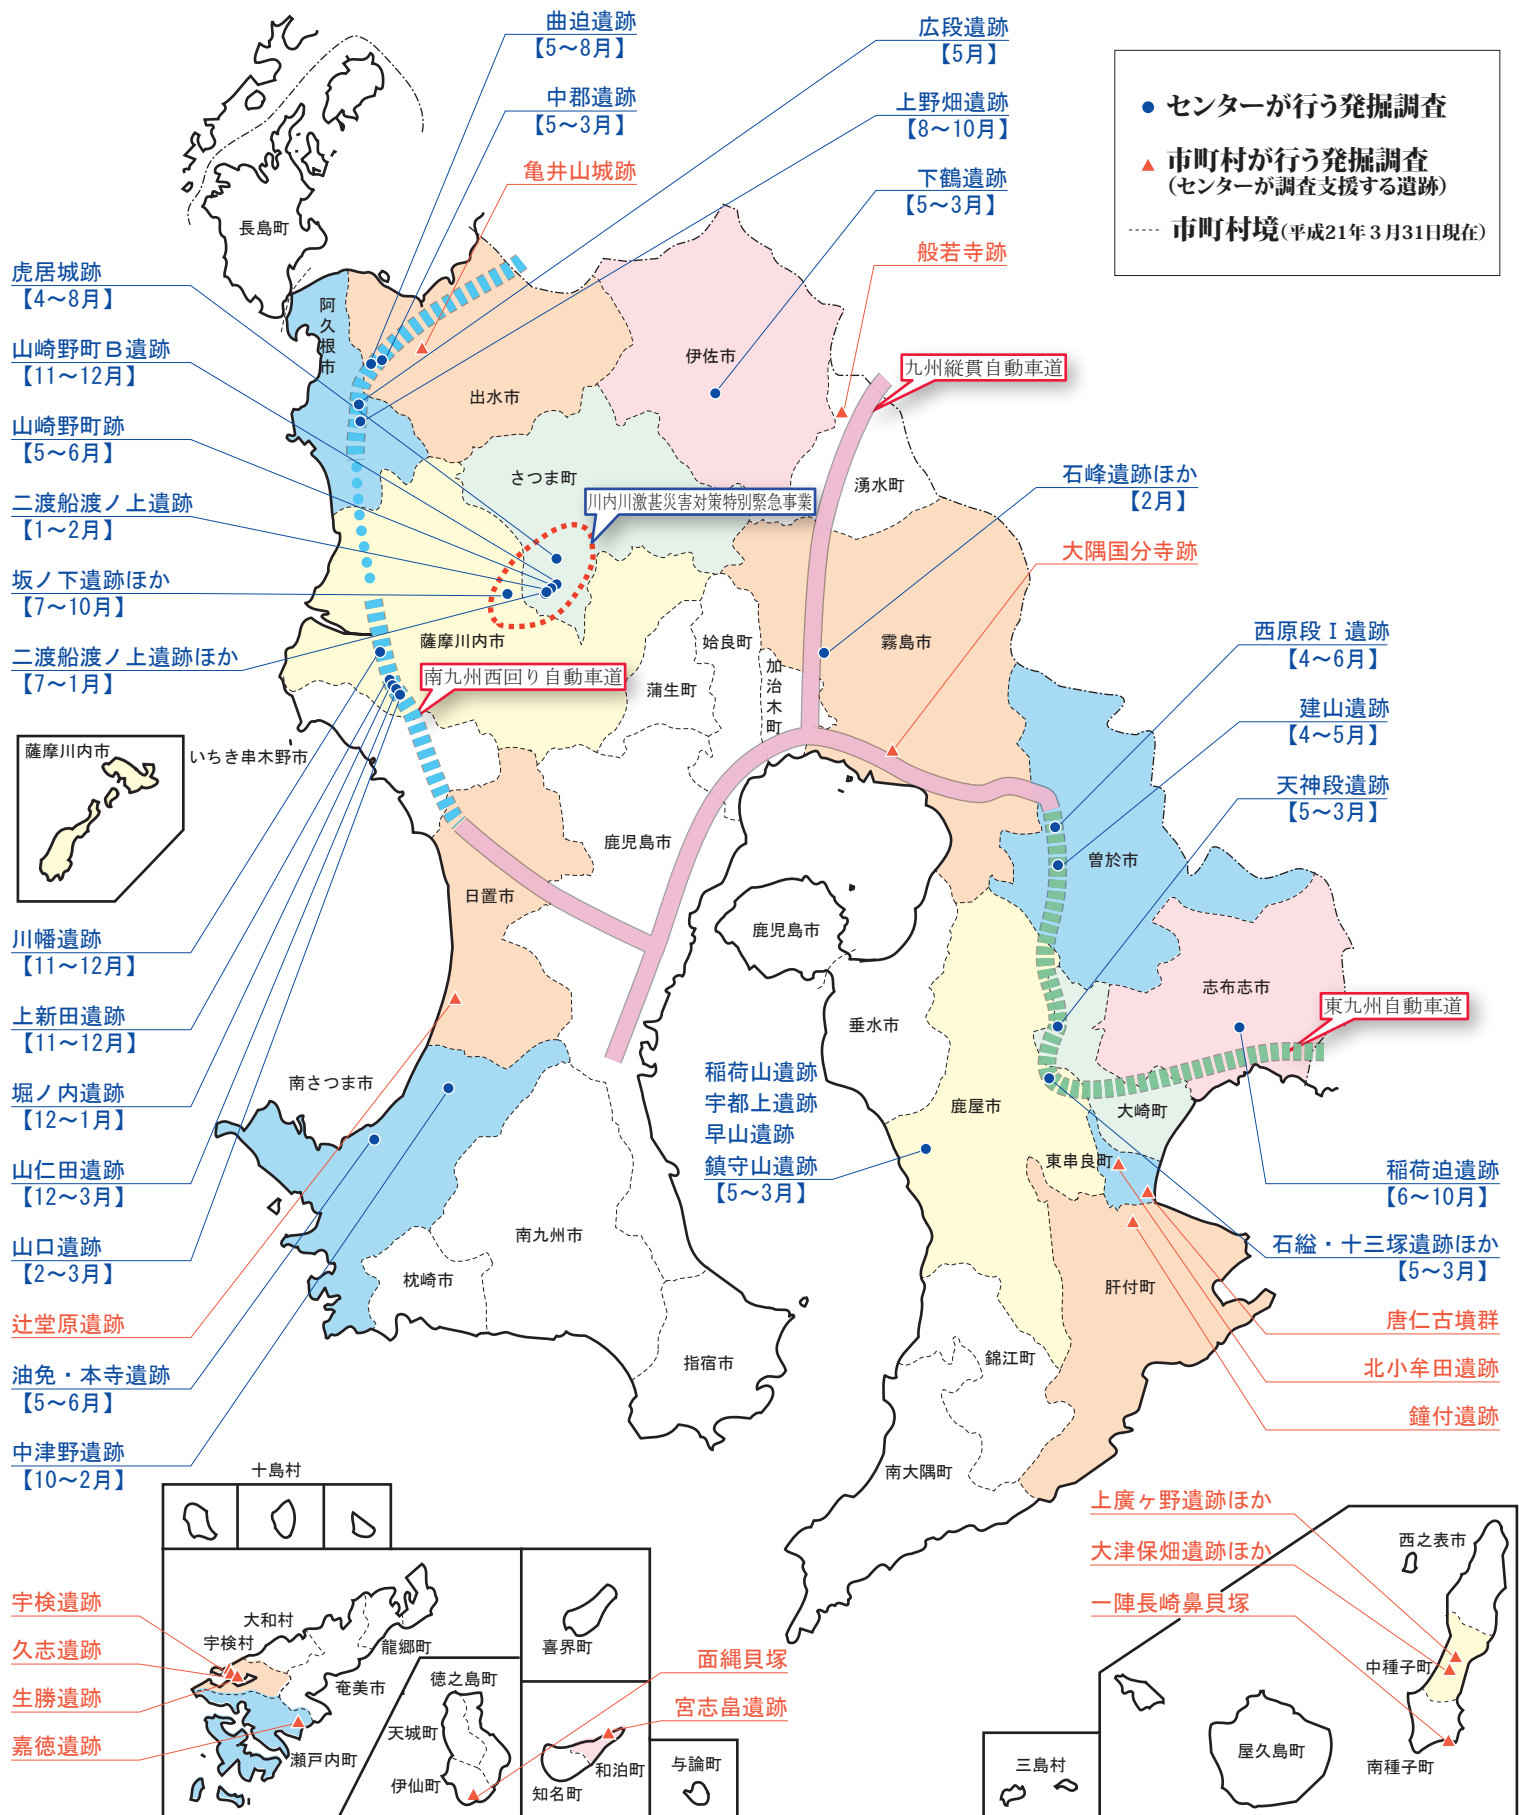 曲迫遺跡
【5～8月】
中郡遺跡
【5～3月】
亀井山城跡
広段遺跡
【5月】
上野畑遺跡
【8～10月】
下鶴遺跡
【5～3月】
般若寺跡
● センターが行う発掘調査
▲ 市町村が行う発掘調査
(センターが調査支援する遺跡)
市町村境(平成21年3月31日現在)
虎居城跡
【4～8月】
山崎野町Ｂ遺跡
【11～12月】
山崎野町跡
【5～6月】
二渡船渡ノ上遺跡
【1～2月】
坂ノ下遺跡ほか
【7～10月】
二渡船渡ノ上遺跡ほか
【7～1月】
長島町
阿久根市
出水市
伊佐市
さつま町
湧水町
九州縦貫自動車道
川内川激甚災害対策特別緊急事業
石峰遺跡ほか
【2月】
大隅国分寺跡
薩摩川内市
南九州西回り自動車道
姶良町
蒲生町
加治木町
霧島市
西原段Ｉ遺跡
【4～6月】
建山遺跡
【4～5月】
天神段遺跡
【5～3月】
薩摩川内市
いちき串木野市
鹿児島市
日置市
曽於市
鹿児島市
志布志市
東九州自動車道
垂水市
川幡遺跡
【11～12月】
上新田遺跡
【11～12月】
堀ノ内遺跡
【12～1月】
山仁田遺跡
【12～3月】
山口遺跡
【2～3月】
辻堂原遺跡
油免・本寺遺跡
【5～6月】
中津野遺跡
【10～2月】
南さつま市
稲荷山遺跡
宇都上遺跡
早山遺跡
鎮守山遺跡
【5～3月】
鹿屋市
大崎町
東串良町
稲荷迫遺跡
【6～10月】
石縊・十三塚遺跡ほか
【5～3月】
唐仁古墳群
北小牟田遺跡
鐘付遺跡
南九州市
枕崎市
指宿市
肝付町
錦江町
南大隅町
十島村
宇検遺跡
久志遺跡
生勝遺跡
嘉徳遺跡
大和村
宇検村
龍郷町
奄美市
瀬戸内町
徳之島町
天城町
伊仙町
喜界町
面縄貝塚
宮志畠遺跡
和泊町
知名町
与論町
上廣ヶ野遺跡ほか
大津保畑遺跡ほか
一陣長崎鼻貝塚
西之表市
中種子町
南種子町
屋久島町
三島村